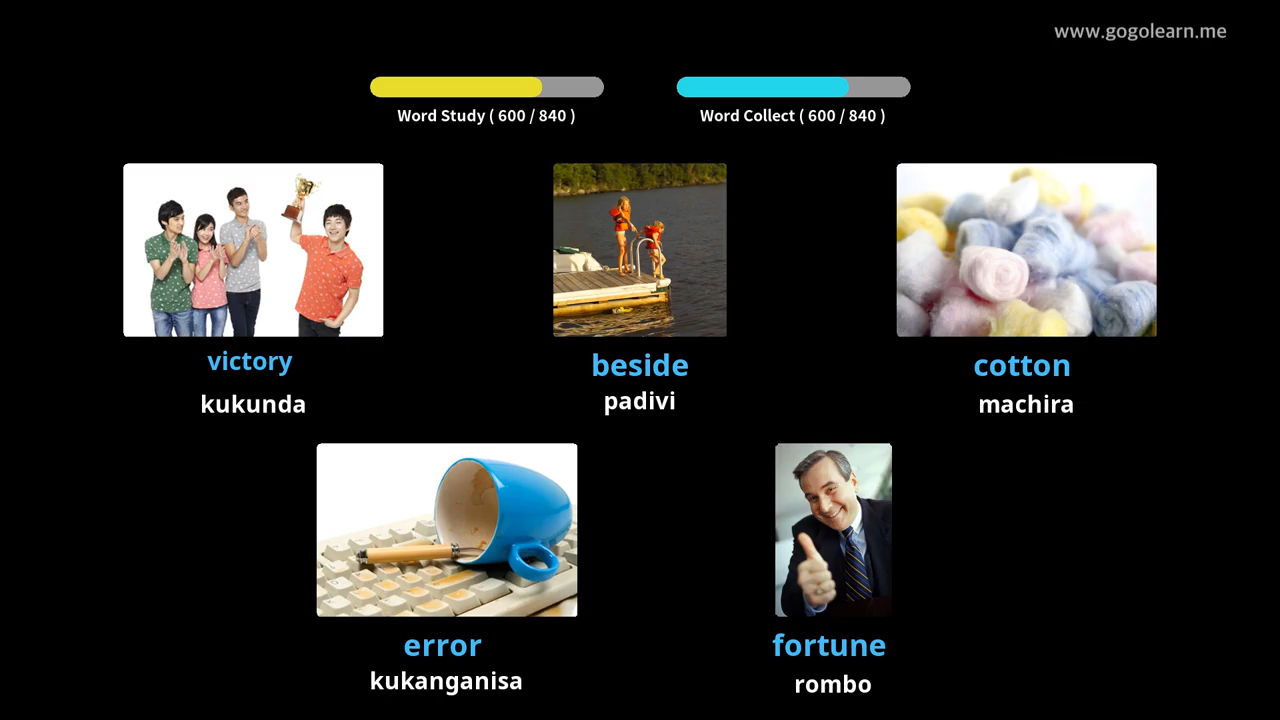 www.gogolearn.me
Word Study ( 600 / 840 )
Word Collect ( 600 / 840 )
victory
kukunda
beside
padivi
cotton
machira
error
kukanganisa
fortune
rombo